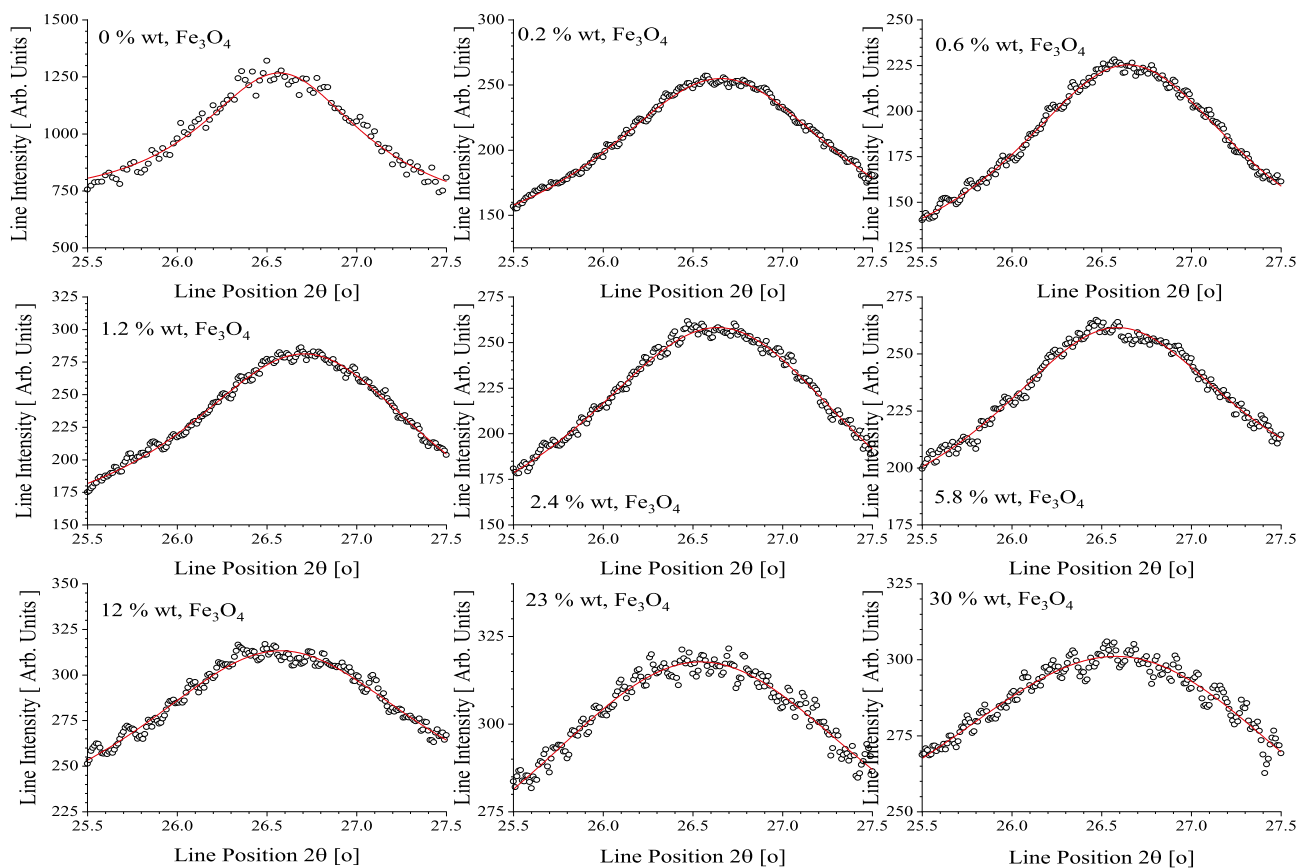 0 % wt, Fe₃O₄
Line Intensity [ Arb. Units]
1500
1250
1000
750
500
25.5 26.0 26.5 27.0 27.5
Line Position 2θ [o]
0.2 % wt, Fe₃O₄
Line Intensity [ Arb. Units]
300
250
200
150
25.5 26.0 26.5 27.0 27.5
Line Position 2θ [o]
0.6 % wt, Fe₃O₄
Line Intensity [ Arb. Units]
250
225
200
175
150
125
25.5 26.0 26.5 27.0 27.5
Line Position 2θ [o]
1.2 % wt, Fe₃O₄
Line Intensity [ Arb. Units]
325
300
275
250
225
200
175
150
25.5 26.0 26.5 27.0 27.5
Line Position 2θ [o]
2.4 % wt, Fe₃O₄
Line Intensity [ Arb. Units]
275
250
225
200
175
150
25.5 26.0 26.5 27.0 27.5
Line Position 2θ [o]
5.8 % wt, Fe₃O₄
Line Intensity [ Arb. Units]
275
250
225
200
175
25.5 26.0 26.5 27.0 27.5
Line Position 2θ [o]
12 % wt, Fe₃O₄
Line Intensity [ Arb. Units]
350
325
300
275
250
225
25.5 26.0 26.5 27.0 27.5
Line Position 2θ [o]
23 % wt, Fe₃O₄
Line Intensity [ Arb. Units]
325
300
275
25.5 26.0 26.5 27.0 27.5
Line Position 2θ [o]
30 % wt, Fe₃O₄
Line Intensity [ Arb. Units]
325
300
275
250
25.5 26.0 26.5 27.0 27.5
Line Position 2θ [o]